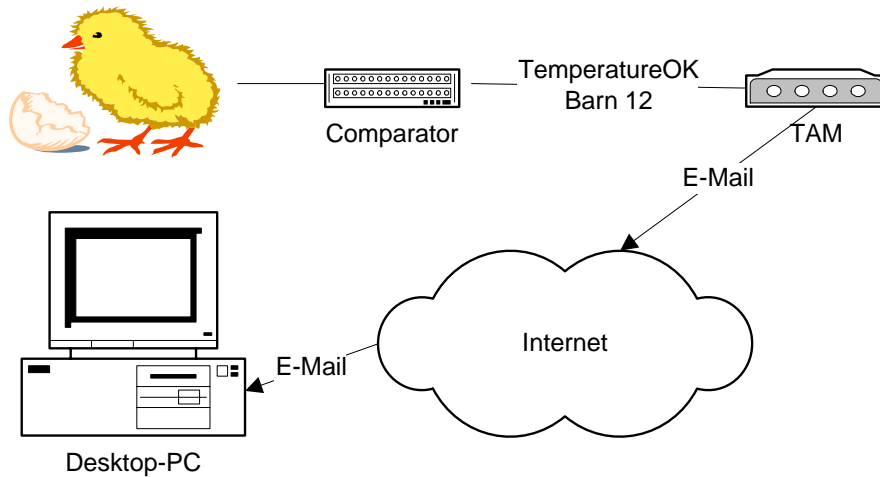 TemperatureOK
Barn 12
Comparator
TAM
E-Mail
Internet
E-Mail
Desktop-PC